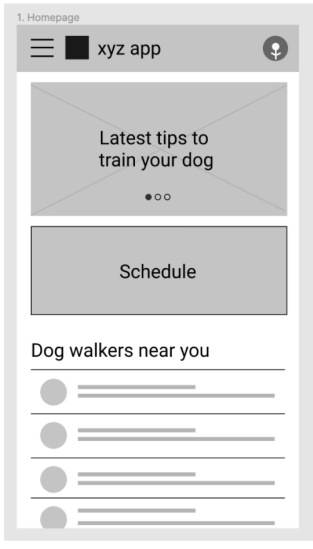 1. Homepage
xyz app
Latest tips to
train your dog
Schedule
Dog walkers near you